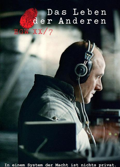 Das Leben
der Anderen
In einem System der Macht ist nichts privat.